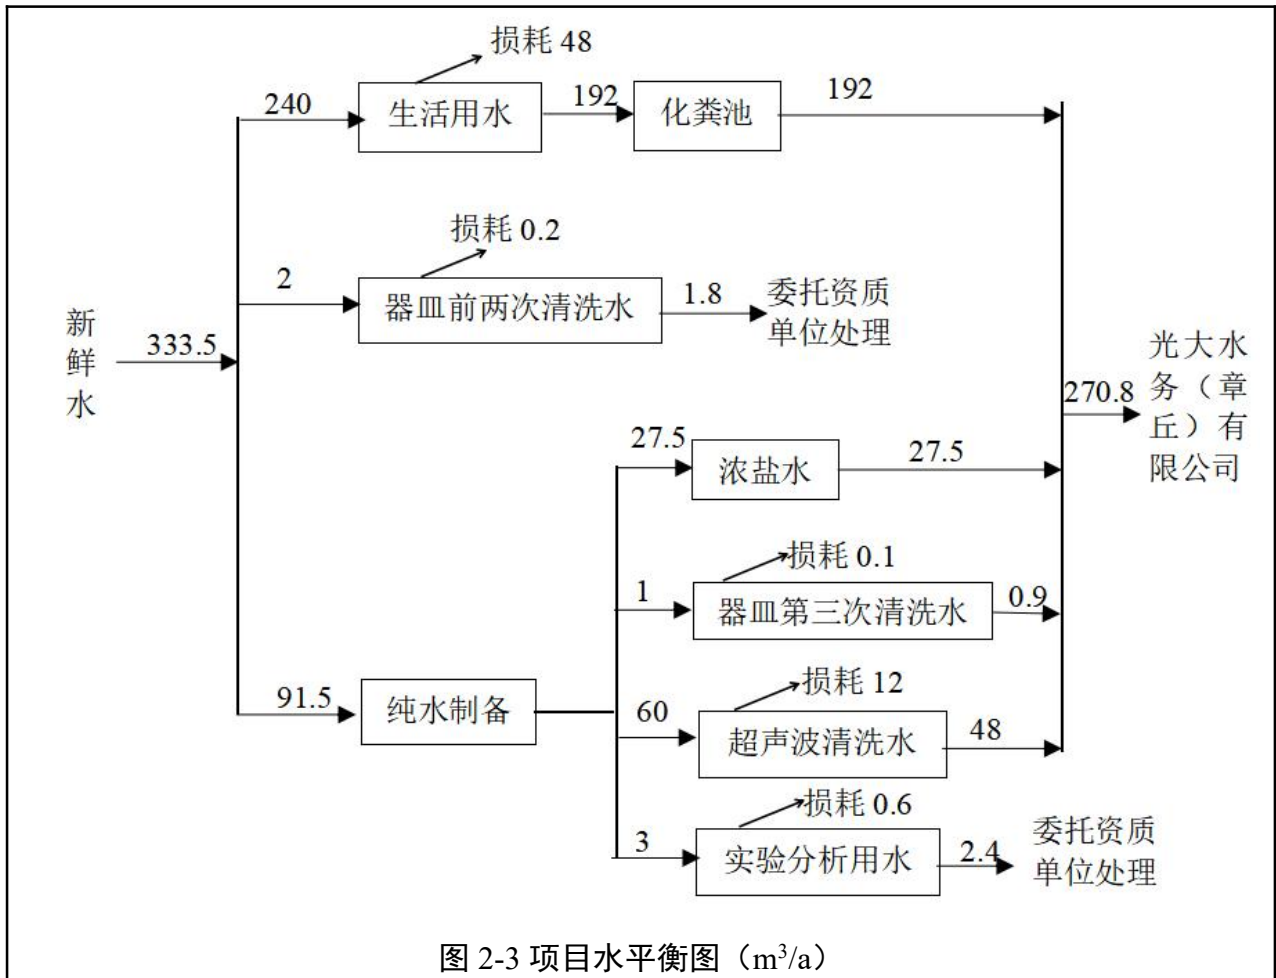 损耗 48
240
生活用水
192
化粪池
192
损耗 0.2
2
器皿前两次清洗水
1.8
委托资质
单位处理
新
鲜
水
333.5
光大水
务（章
丘）有
限公司
270.8
27.5
浓盐水
27.5
损耗 0.1
1
器皿第三次清洗水
0.9
91.5
纯水制备
损耗 12
60
超声波清洗水
48
损耗 0.6
3
实验分析用水
2.4
委托资质
单位处理
图 2-3 项目水平衡图（m³/a）